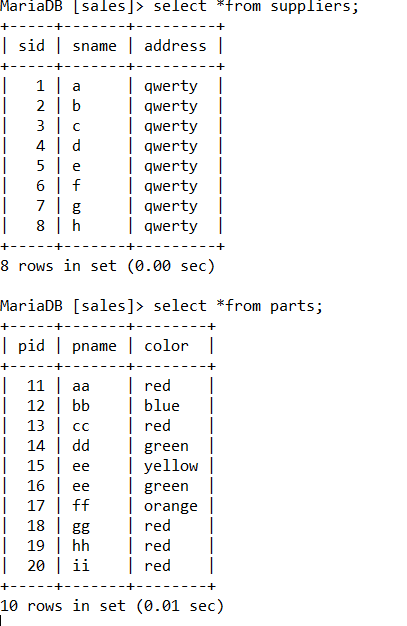 MariaDB [sales]> select *from suppliers;
+-----+-------+---------+
| sid | sname | address |
+-----+-------+---------+
|   1 | a     | qwerty  |
|   2 | b     | qwerty  |
|   3 | c     | qwerty  |
|   4 | d     | qwerty  |
|   5 | e     | qwerty  |
|   6 | f     | qwerty  |
|   7 | g     | qwerty  |
|   8 | h     | qwerty  |
+-----+-------+---------+
8 rows in set (0.00 sec)
MariaDB [sales]> select *from parts;
+-----+-------+--------+
| pid | pname | color  |
+-----+-------+--------+
|  11 | aa    | red    |
|  12 | bb    | blue   |
|  13 | cc    | red    |
|  14 | dd    | green  |
|  15 | ee    | yellow |
|  16 | ee    | green  |
|  17 | ff    | orange |
|  18 | gg    | red    |
|  19 | hh    | red    |
|  20 | ii    | red    |
+-----+-------+--------+
10 rows in set (0.01 sec)